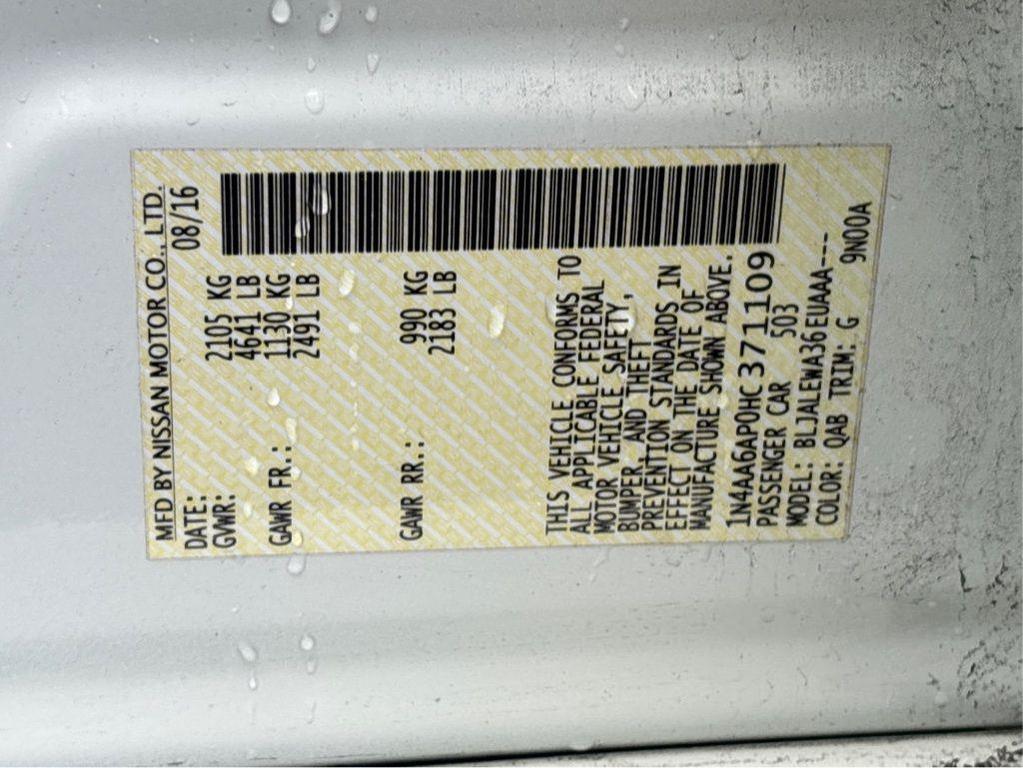 MFD BY NISSAN MOTOR CO., LTD.
DATE: 08/16
GVWR: 2105 KG
4641 LB
GAWR FR.: 1130 KG
2491 LB
GAWR RR.: 990 KG
2183 LB
THIS VEHICLE CONFORMS TO
ALL APPLICABLE FEDERAL
MOTOR VEHICLE SAFETY,
BUMPER, AND THEFT
PREVENTION STANDARDS IN
EFFECT ON THE DATE OF
MANUFACTURE SHOWN ABOVE.
1N4AA6AP0HC371109
PASSENGER CAR 503
MODEL: BLJALEWA36EUAAA---
COLOR: QAB TRIM: G 9N00A